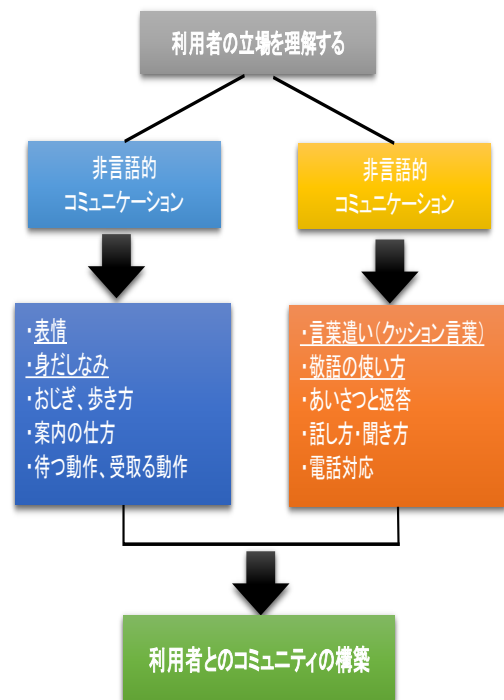 利用者の立場を理解する
非言語的
コミュニケーション
非言語的
コミュニケーション
・表情
・身だしなみ
・おじぎ、歩き方
・案内の仕方
・待つ動作、受取る動作
・言葉遣い(クッション言葉)
・敬語の使い方
・あいさつと返答
・話し方・聞き方
・電話対応
利用者とのコミュニティの構築